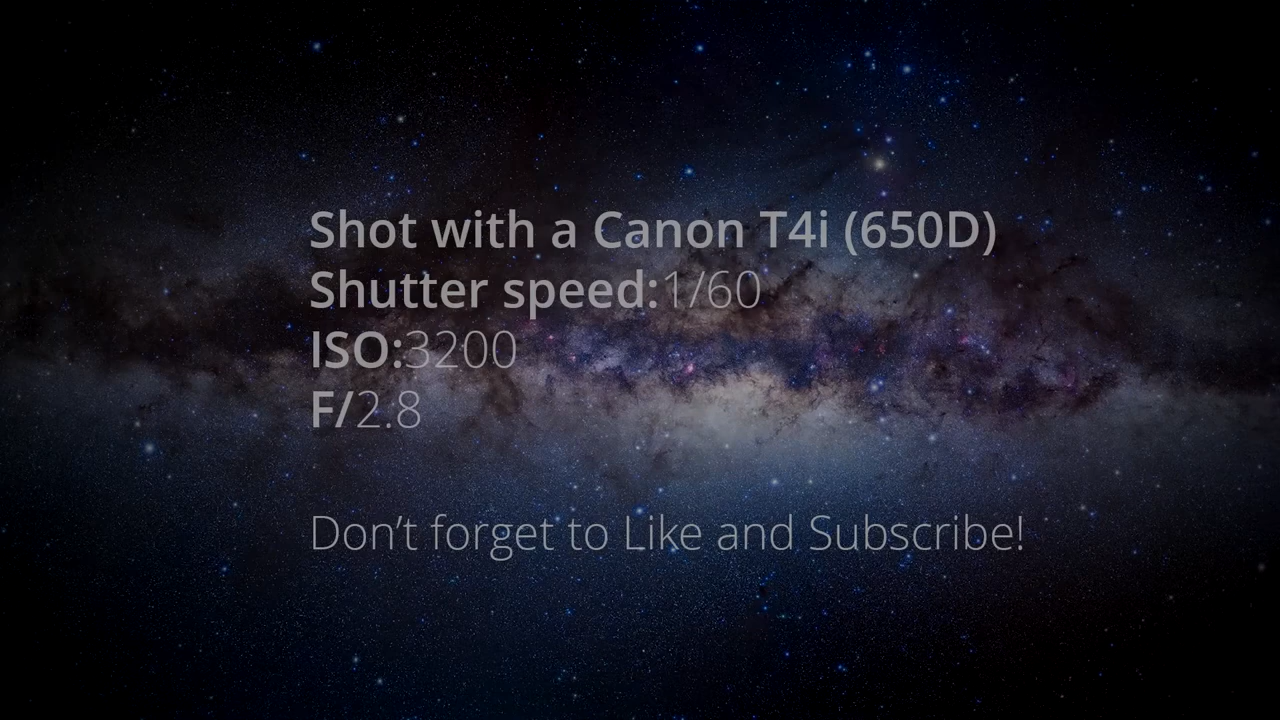 Shot with a Canon T4i (650D)
Shutter speed:1/60
ISO:3200
F/2.8
Don’t forget to Like and Subscribe!